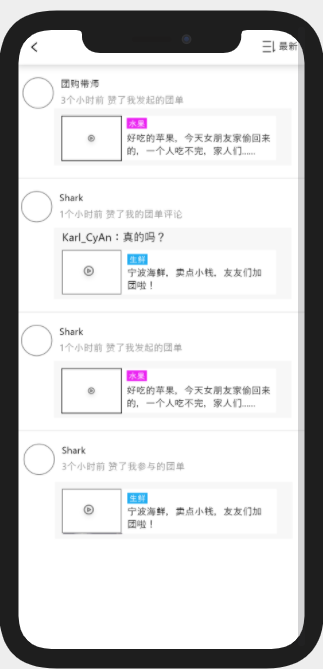 最新
团购带师
3个小时前 赞了我发起的团单
水果
好吃的苹果，今天女朋友家偷回来
的，一个人吃不完，家人们......
Shark
1个小时前 赞了我的团单评论
Karl_CyAn：真的吗？
生鲜
宁波海鲜，卖点小钱，友友们加
团啦！
Shark
1个小时前 赞了我发起的团单
水果
好吃的苹果，今天女朋友家偷回来
的，一个人吃不完，家人们......
Shark
3个小时前 赞了我参与的团单
生鲜
宁波海鲜，卖点小钱，友友们加
团啦！